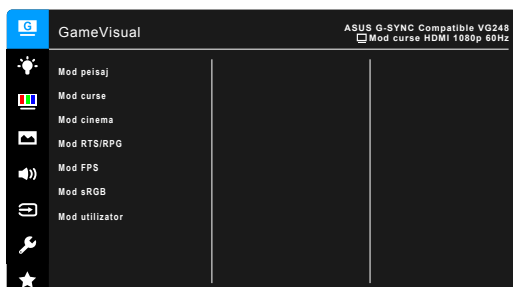 G
GameVisual
ASUS G-SYNC Compatible VG248
Mod curse HDMI 1080p 60Hz
Mod peisaj
Mod curse
Mod cinema
Mod RTS/RPG
Mod FPS
Mod sRGB
Mod utilizator